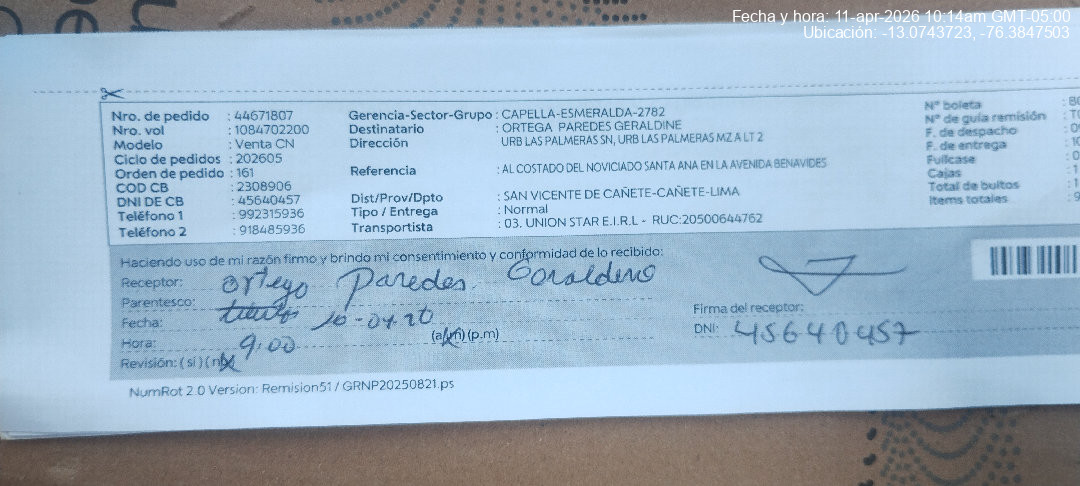 Fecha y hora: 11-apr-2026 10:14am GMT-05:00
Ubicación: -13.0743723, -76.3847503
Nro. de pedido : 44671807
Nro. vol : 1084702200
Modelo : Venta CN
Ciclo de pedidos : 202605
Orden de pedido : 161
COD CB : 2308906
DNI DE CB : 45640457
Teléfono 1 : 992315936
Teléfono 2 : 918485936
Gerencia-Sector-Grupo : CAPELLA-ESMERALDA-2782
Destinatario : ORTEGA PAREDES GERALDINE
Dirección URB LAS PALMERAS SN, URB LAS PALMERAS MZ A LT 2
Referencia : AL COSTADO DEL NOVICIADO SANTA ANA EN LA AVENIDA BENAVIDES
Dist/Prov/Dpto : SAN VICENTE DE CAÑETE-CAÑETE-LIMA
Tipo / Entrega : Normal
Transportista : 03. UNION STAR E.I.R.L - RUC:20500644762
Nº boleta
Nº de guía remisión
F. de despacho
F. de entrega
Fullcase
Cajas
Total de bultos
Items totales
Haciendo uso de mi razón firmo y brindo mi consentimiento y conformidad de lo recibido:
Receptor: Ortega Paredes Geraldine
Parentesco:
Fecha: 10-04-26
Hora: 9:00 (a.m) (p.m)
Revisión: (si) (no)
Firma del receptor:
DNI: 45640457
NumRot 2.0 Version: Remision51 / GRNP20250821.ps